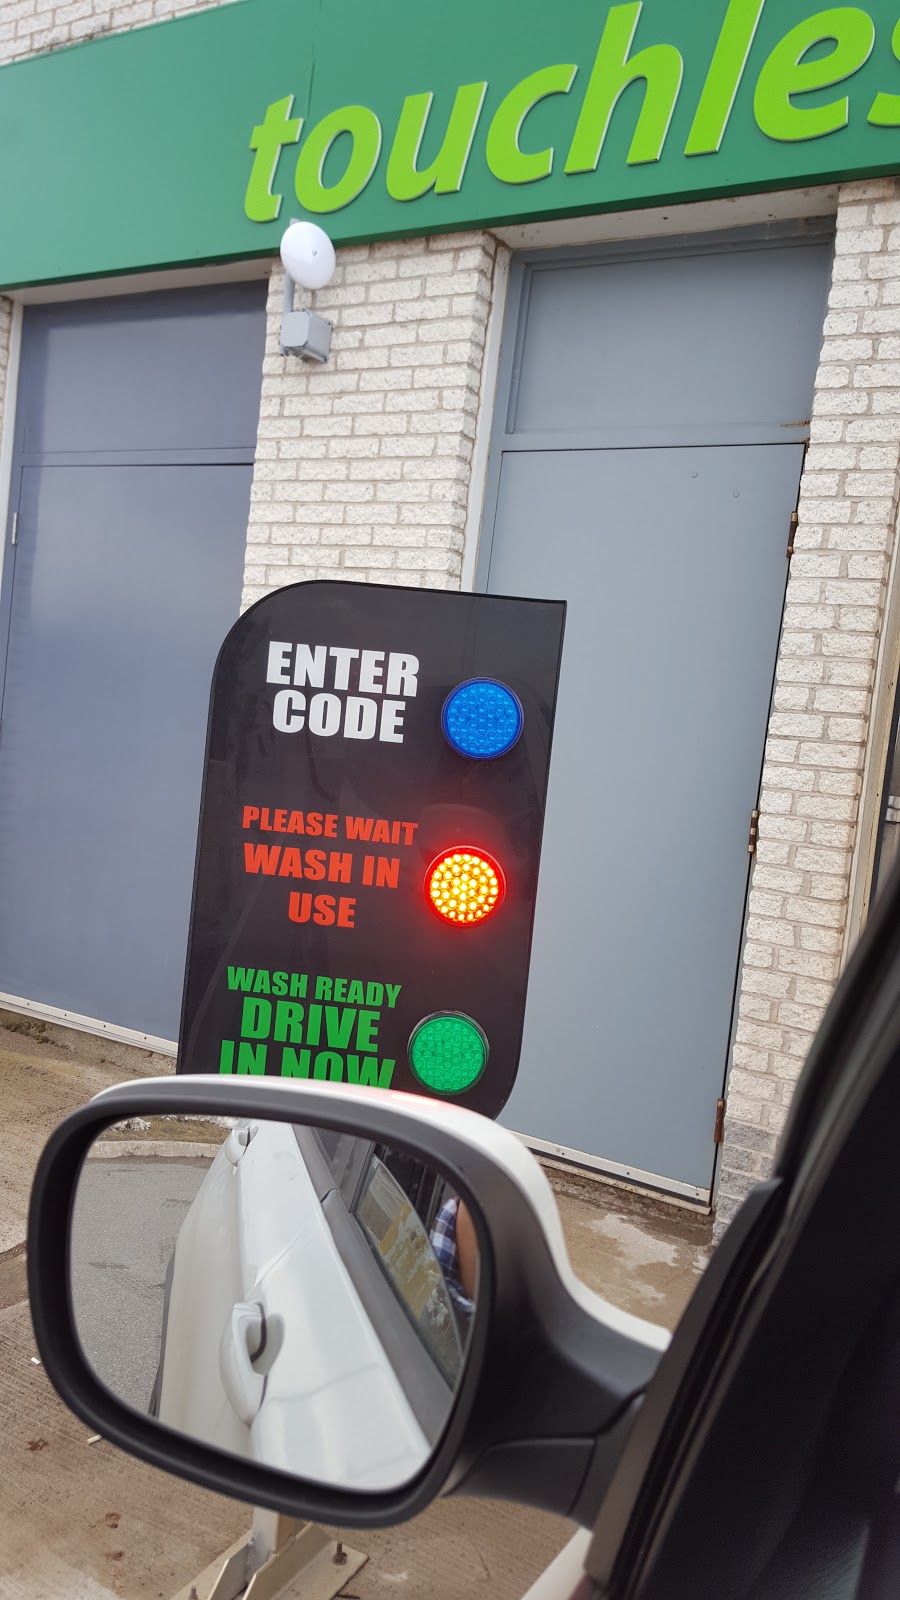 touchles
ENTER
CODE
PLEASE WAIT
WASH IN
USE
WASH READY
DRIVE
IN NOW